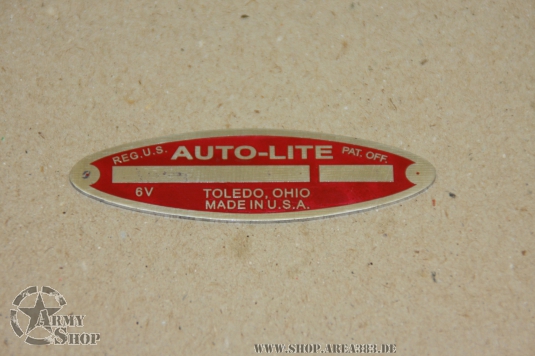 REG.U.S. AUTO-LITE PAT. OFF.
6V TOLEDO, OHIO
MADE IN U.S.A.
ARMY
SHOP
WWW.SHOP.AREA383.DE